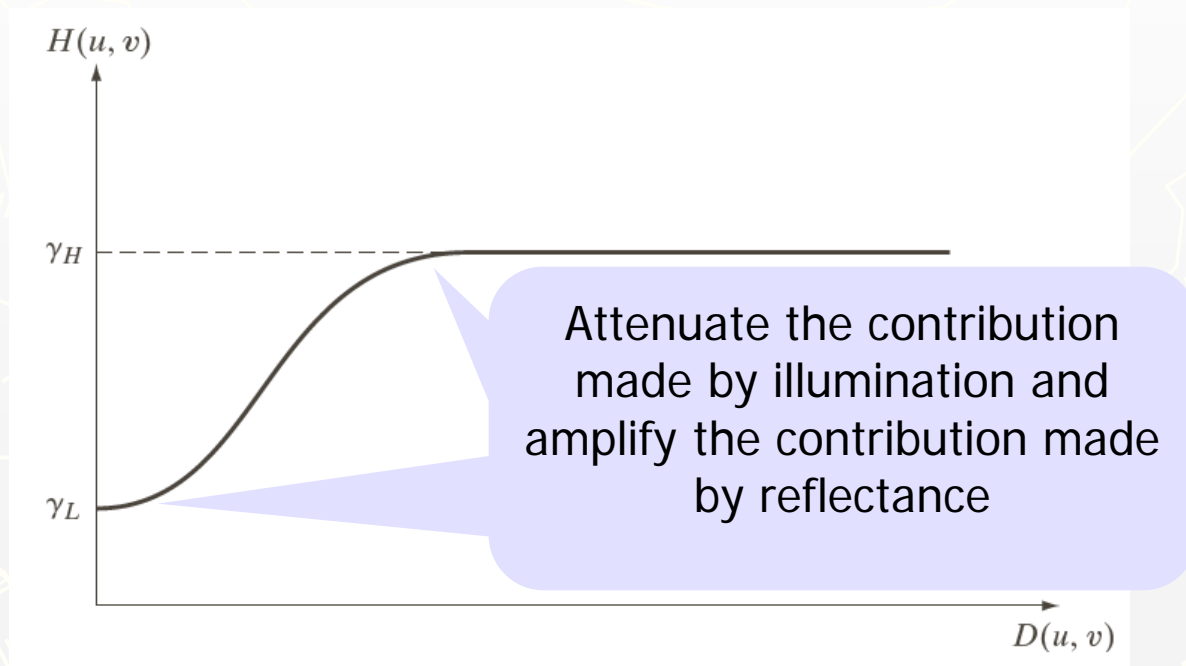 H(u, v)
γH
Attenuate the contribution
made by illumination and
amplify the contribution made
by reflectance
γL
D(u, v)